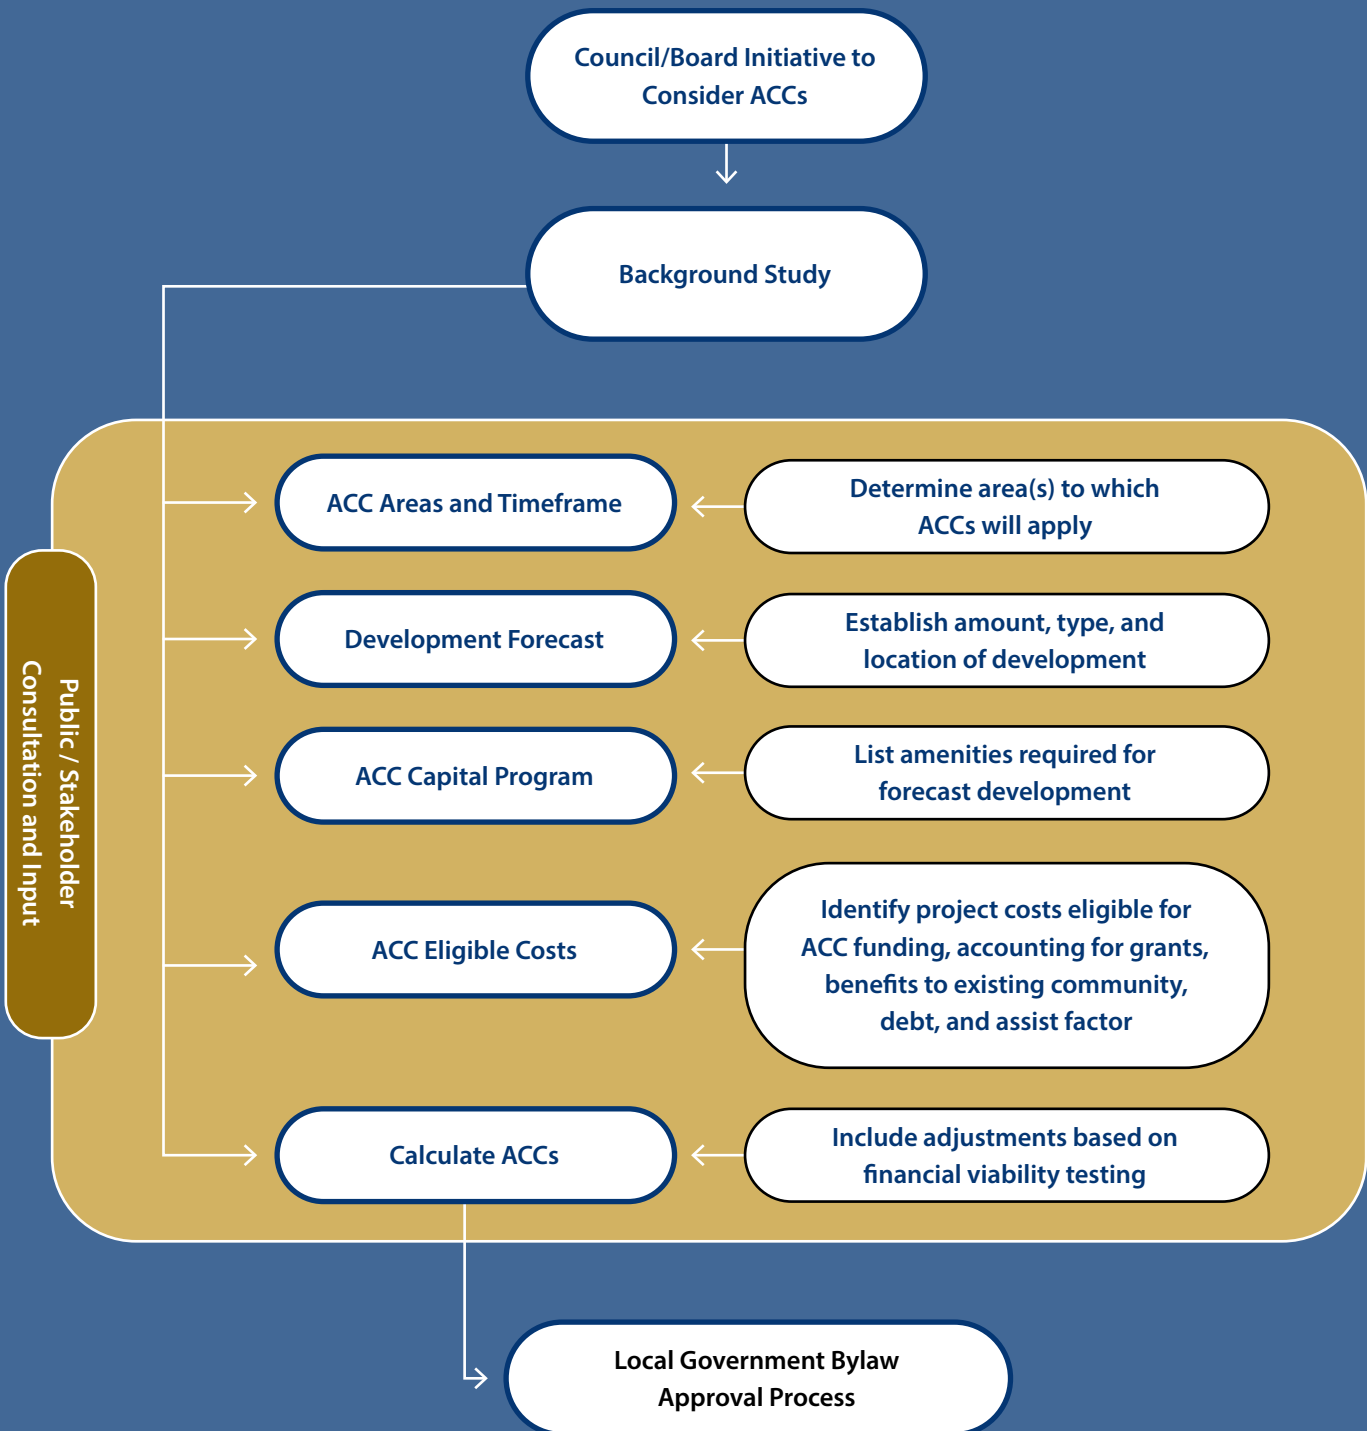 Council/Board Initiative to
Consider ACCs
Background Study
Public / Stakeholder
Consultation and Input
ACC Areas and Timeframe
Determine area(s) to which
ACCs will apply
Development Forecast
Establish amount, type, and
location of development
ACC Capital Program
List amenities required for
forecast development
ACC Eligible Costs
Identify project costs eligible for
ACC funding, accounting for grants,
benefits to existing community,
debt, and assist factor
Calculate ACCs
Include adjustments based on
financial viability testing
Local Government Bylaw
Approval Process